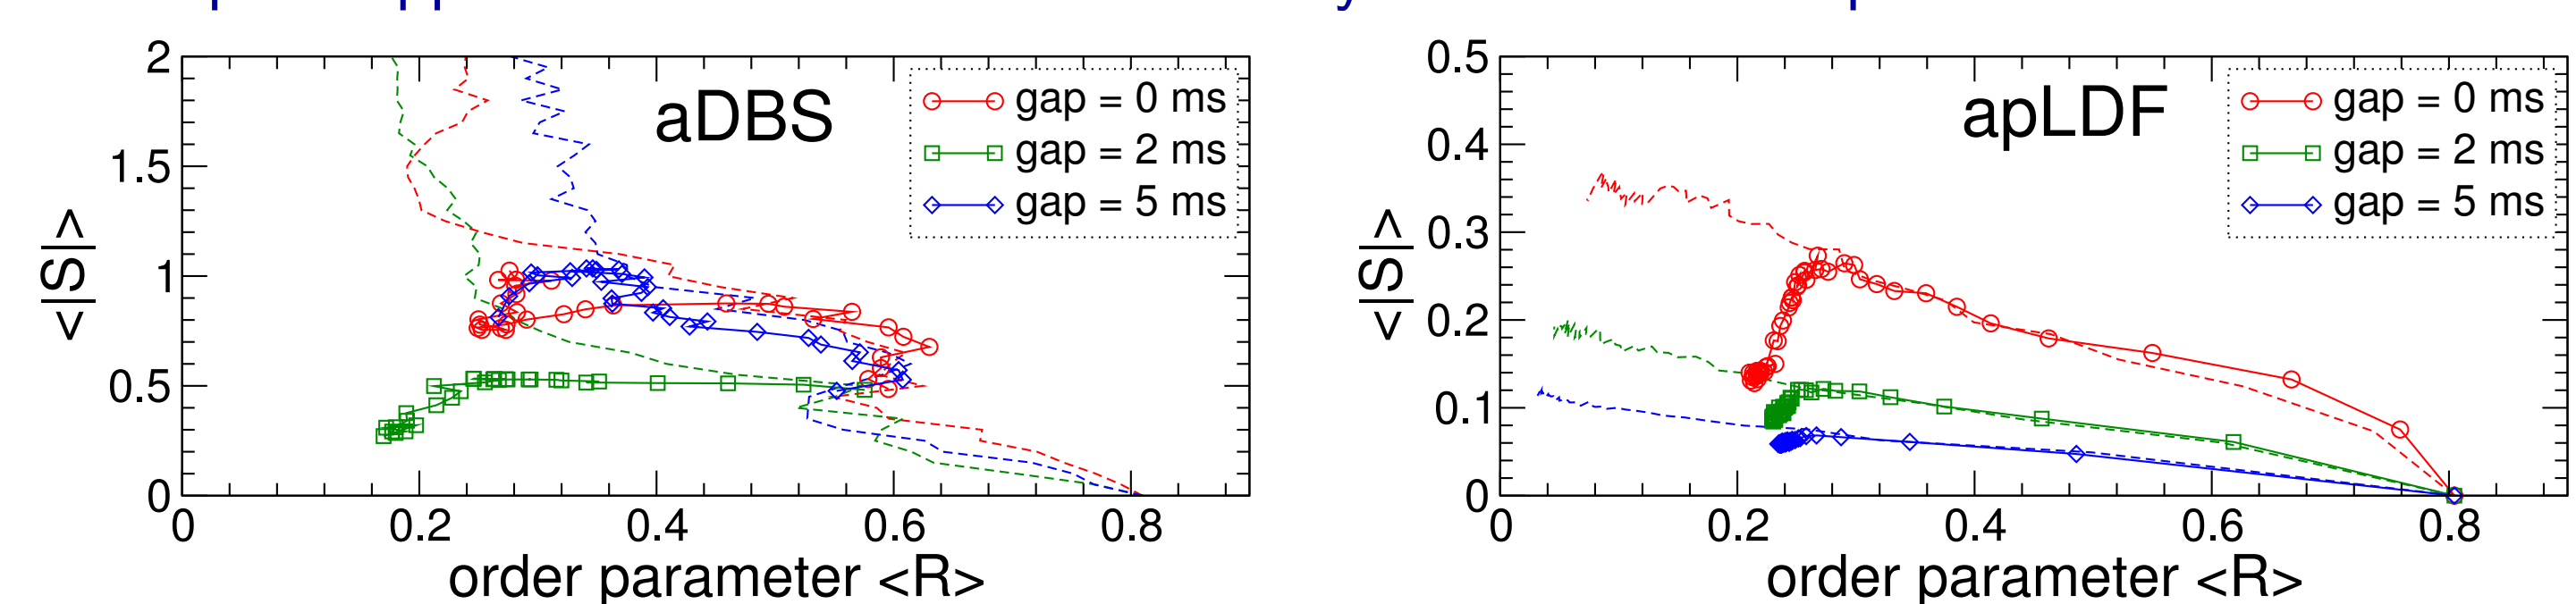 2
1.5
1
0.5
0
<|S|>
0
0.2
0.4
0.6
0.8
order parameter <R>
aDBS
gap = 0 ms
gap = 2 ms
gap = 5 ms
0.5
0.4
0.3
0.2
0.1
0
<|S|>
0
0.2
0.4
0.6
0.8
order parameter <R>
apLDF
gap = 0 ms
gap = 2 ms
gap = 5 ms